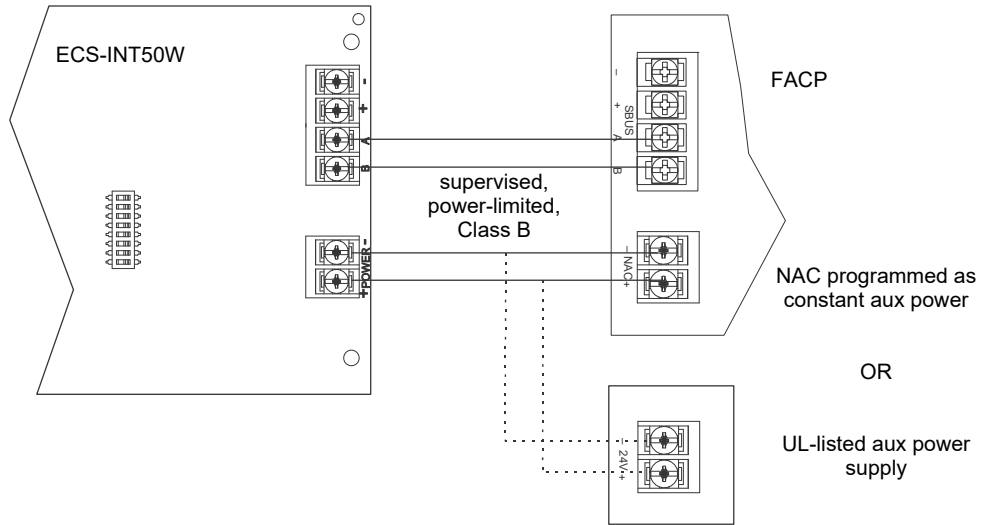 ECS-INT50W
FACP
-
+
A
B
- 
+
SBUS
A
B
supervised,
power-limited,
Class B
+POWER -
- NAC+
NAC programmed as
constant aux power
OR
- 24V +
UL-listed aux power
supply